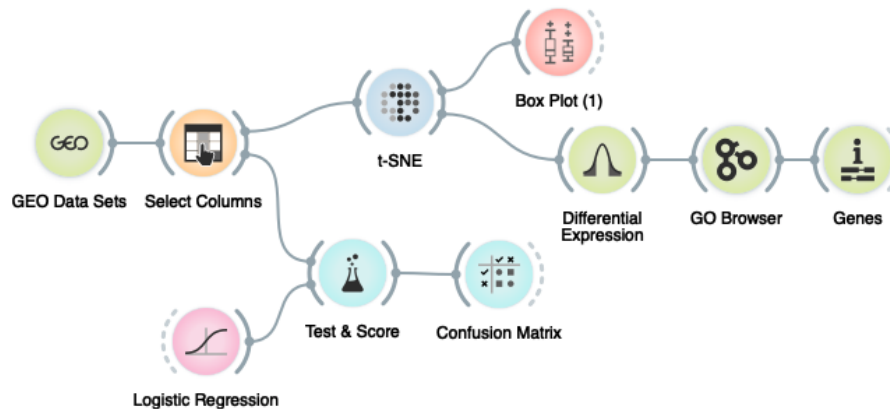 GEO
Box Plot (1)
t-SNE
GEO Data Sets
Select Columns
Differential
Expression
GO Browser
Genes
Test & Score
Confusion Matrix
Logistic Regression